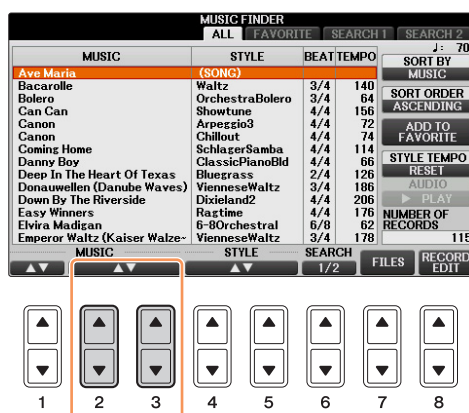 MUSIC FINDER
ALL FAVORITE SEARCH 1 SEARCH 2
MUSIC STYLE BEAT TEMPO ♩: 70
Ave Maria (SONG)
Bacarolle Waltz 3/4 140
Bolero OrchestraBolero 3/4 64
Can Can Showtune 4/4 156
Canon Arpeggio3 4/4 72
Canon Chillout 4/4 74
Coming Home SchlagerSamba 4/4 114
Danny Boy ClassicPianoBld 4/4 66
Deep In The Heart Of Texas Bluegrass 2/4 126
Donauwellen (Danube Waves) VienneseWaltz 3/4 186
Down By The Riverside Dixieland2 4/4 206
Easy Winners Ragtime 4/4 176
Elvira Madigan 6-8Orchestral 6/8 62
Emperor Waltz (Kaiser Walze~ VienneseWaltz 3/4 178
SORT BY
MUSIC
SORT ORDER
ASCENDING
ADD TO
FAVORITE
STYLE TEMPO
RESET
AUDIO
▶ PLAY
NUMBER OF
RECORDS
115
MUSIC STYLE SEARCH
▲▼ ▲▼ ▲▼ 1/2 FILES RECORD
EDIT
1 2 3 4 5 6 7 8